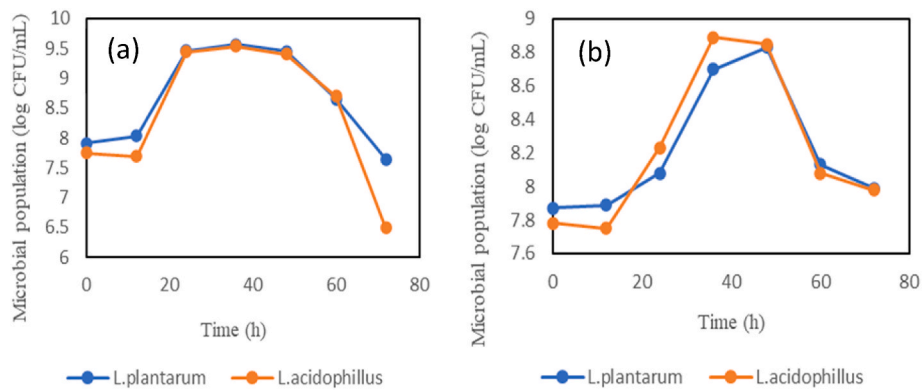 (a)
Microbial population (log CFU/mL)
10
9.5
9
8.5
8
7.5
7
6.5
6
0 20 40 60 80
Time (h)
L.plantarum L.acidophillus
(b)
Microbial population (log CFU/mL)
9
8.8
8.6
8.4
8.2
8
7.8
7.6
0 20 40 60 80
Time (h)
L.plantarum L.acidophillus